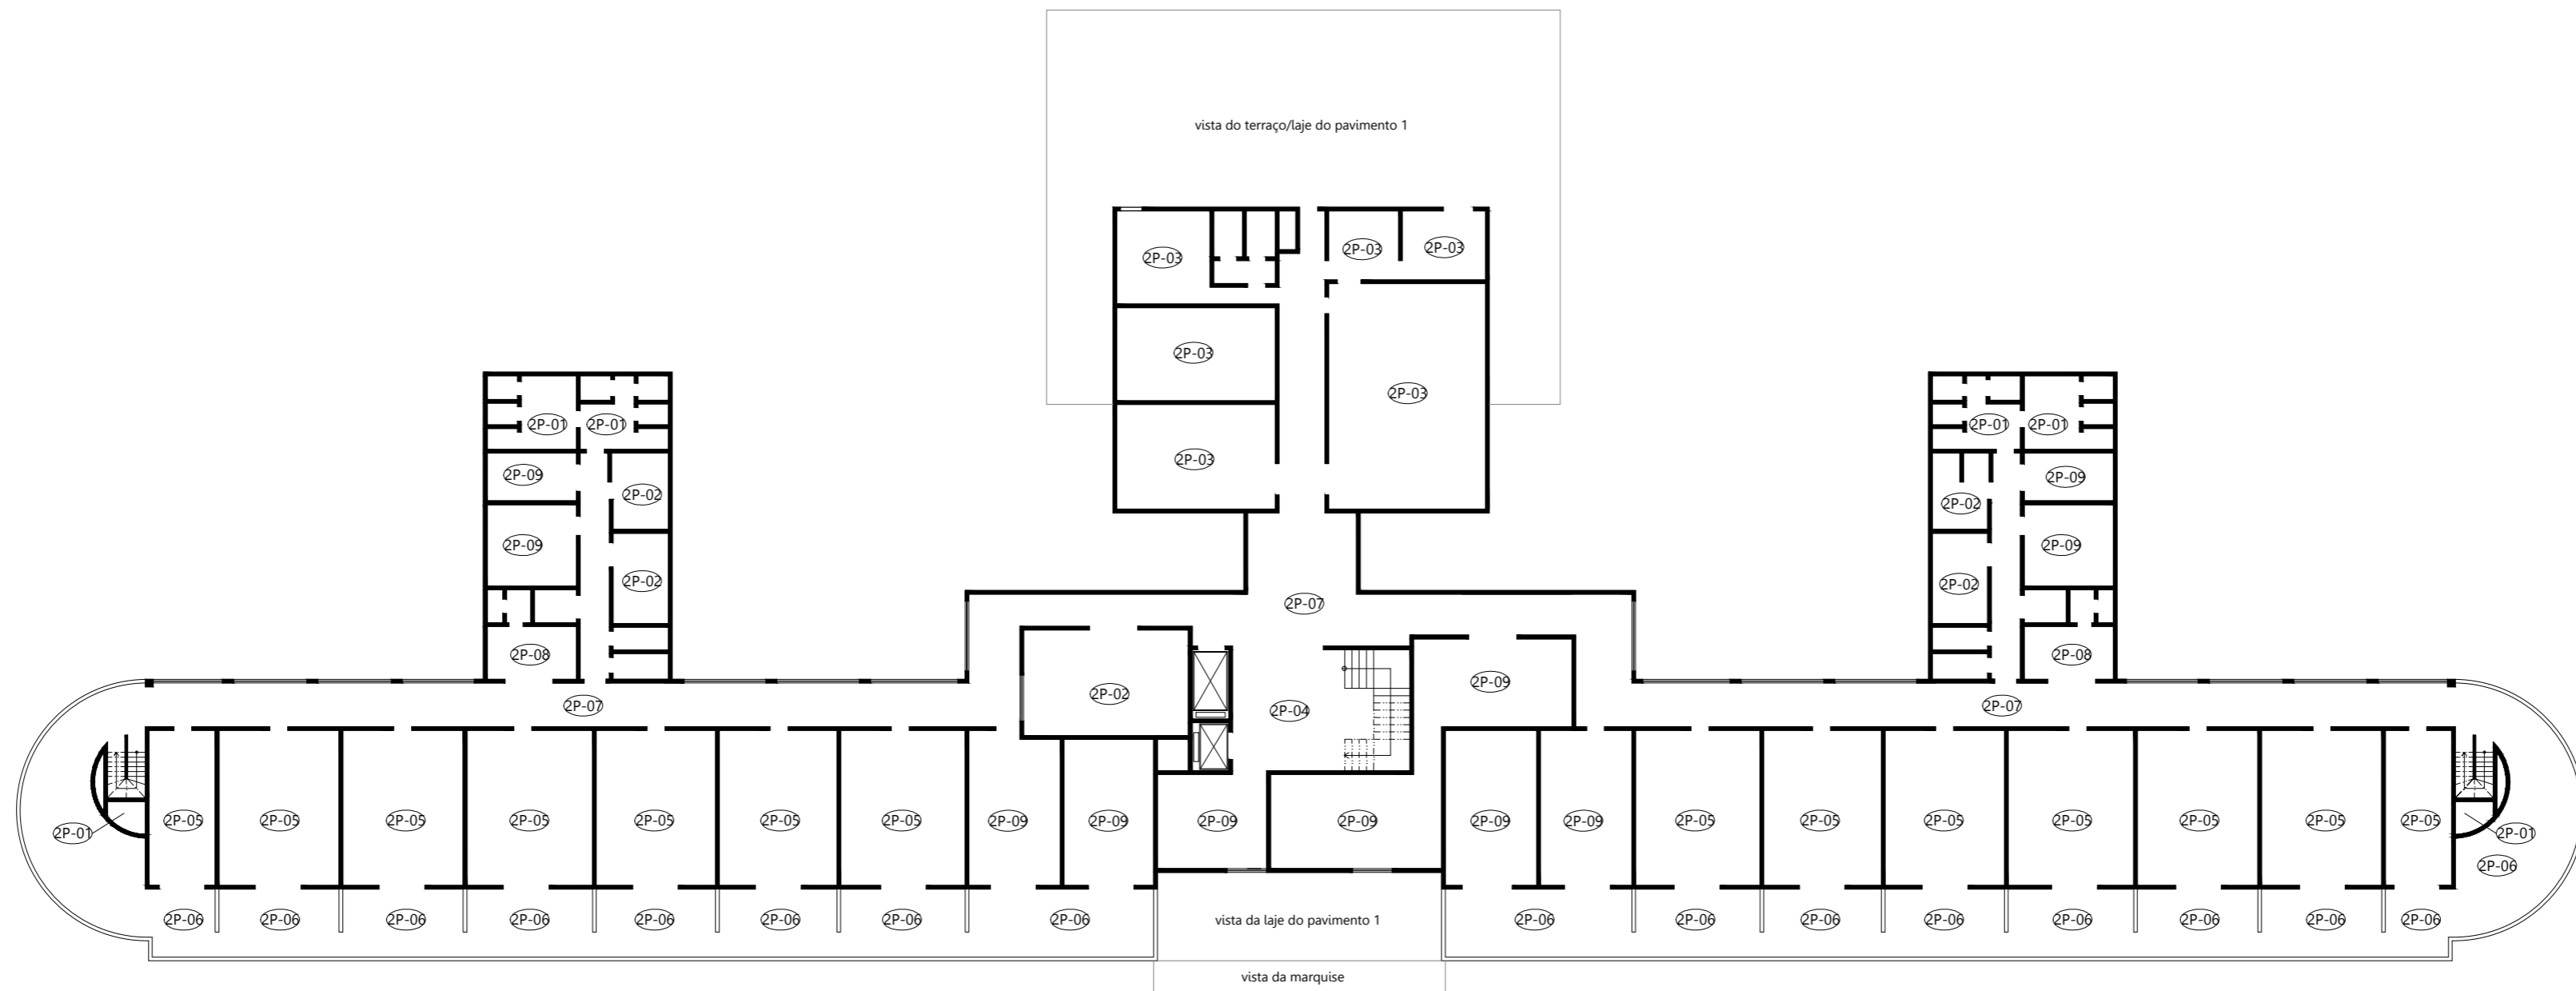 vista do terraço/laje do pavimento 1
2P-03 2P-03 2P-03
2P-03
2P-03
2P-03
2P-01 2P-01 2P-01 2P-01
2P-09 2P-09
2P-02 2P-02
2P-09 2P-09
2P-02 2P-02
2P-07
2P-08 2P-08
2P-09
2P-02
2P-07 2P-04 2P-07
2P-05 2P-05 2P-05 2P-05 2P-05 2P-05 2P-05 2P-09 2P-09 2P-09 2P-09 2P-09 2P-09 2P-05 2P-05 2P-05 2P-05 2P-05 2P-05 2P-05
2P-01 2P-01
2P-06
2P-06 2P-06 2P-06 2P-06 2P-06 2P-06 2P-06 2P-06 vista da laje do pavimento 1 2P-06 2P-06 2P-06 2P-06 2P-06 2P-06 2P-06 2P-06
vista da marquise